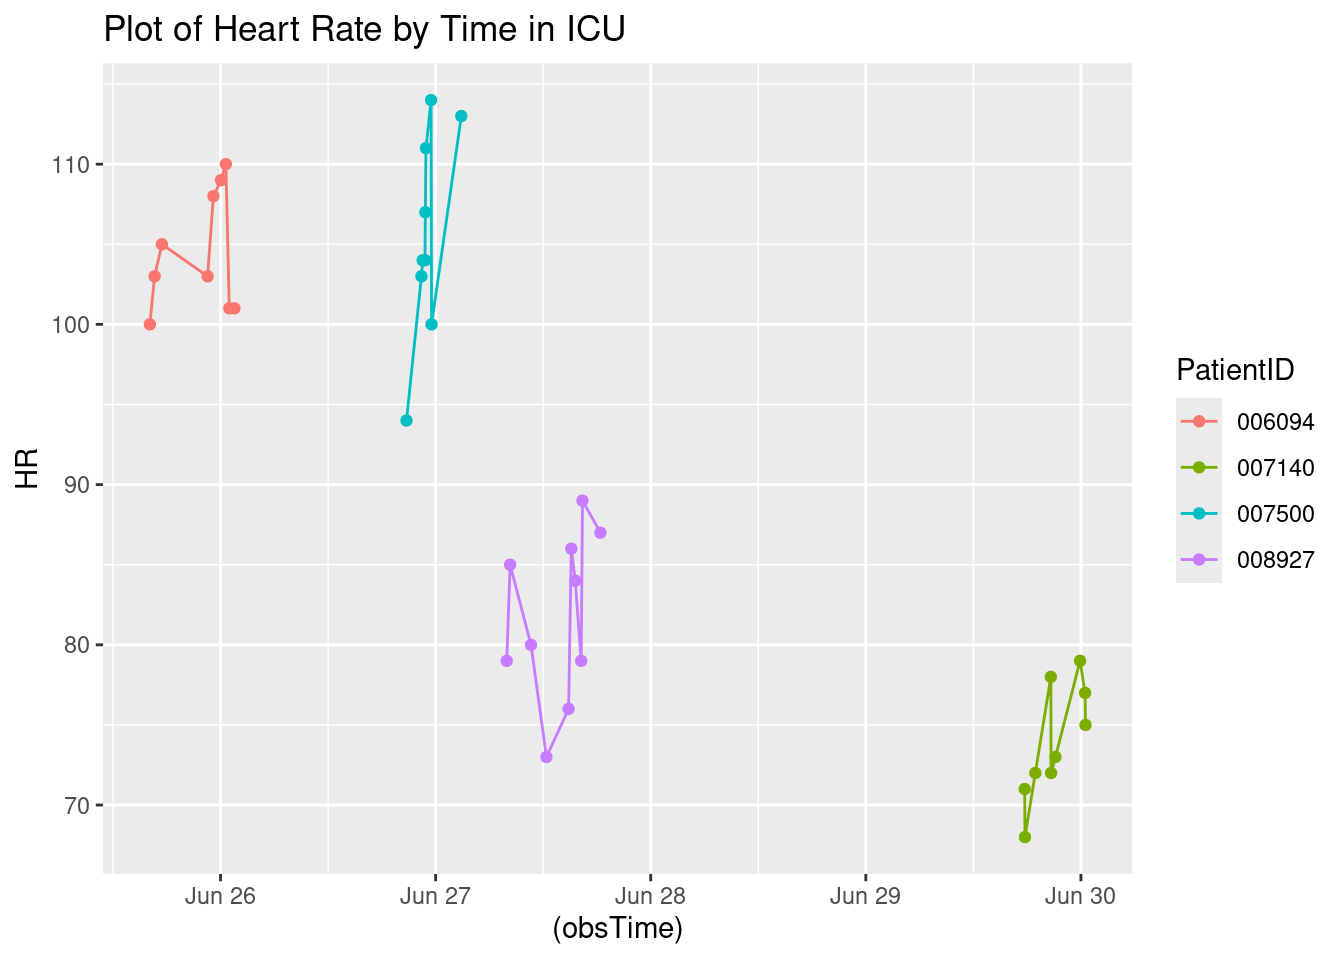 Plot of Heart Rate by Time in ICU
110
100
90
80
70
HR
Jun 26 Jun 27 Jun 28 Jun 29 Jun 30
(obsTime)
PatientID
006094
007140
007500
008927